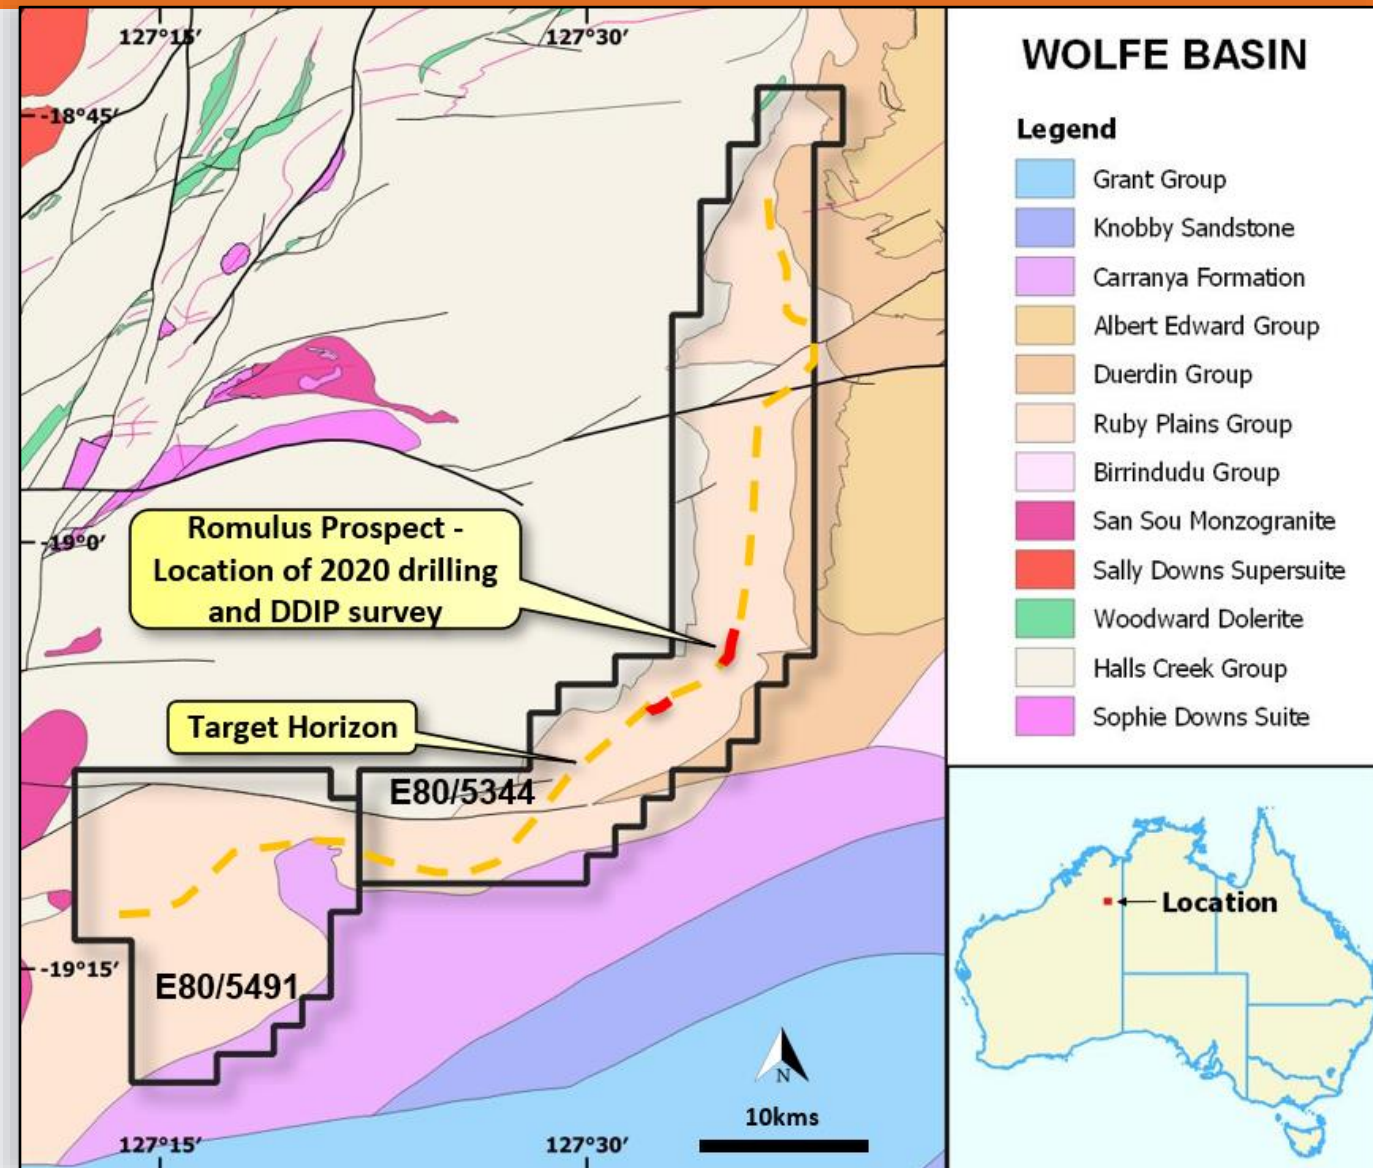 127°15'
127°30'
-18°45'
Romulus Prospect -
Location of 2020 drilling
and DDIP survey
-19°0'
Target Horizon
E80/5344
-19°15'
E80/5491
N
10kms
127°15'
127°30'
WOLFE BASIN
Legend
Grant Group
Knobby Sandstone
Carranya Formation
Albert Edward Group
Duerdin Group
Ruby Plains Group
Birrindudu Group
San Sou Monzogranite
Sally Downs Supersuite
Woodward Dolerite
Halls Creek Group
Sophie Downs Suite
Location